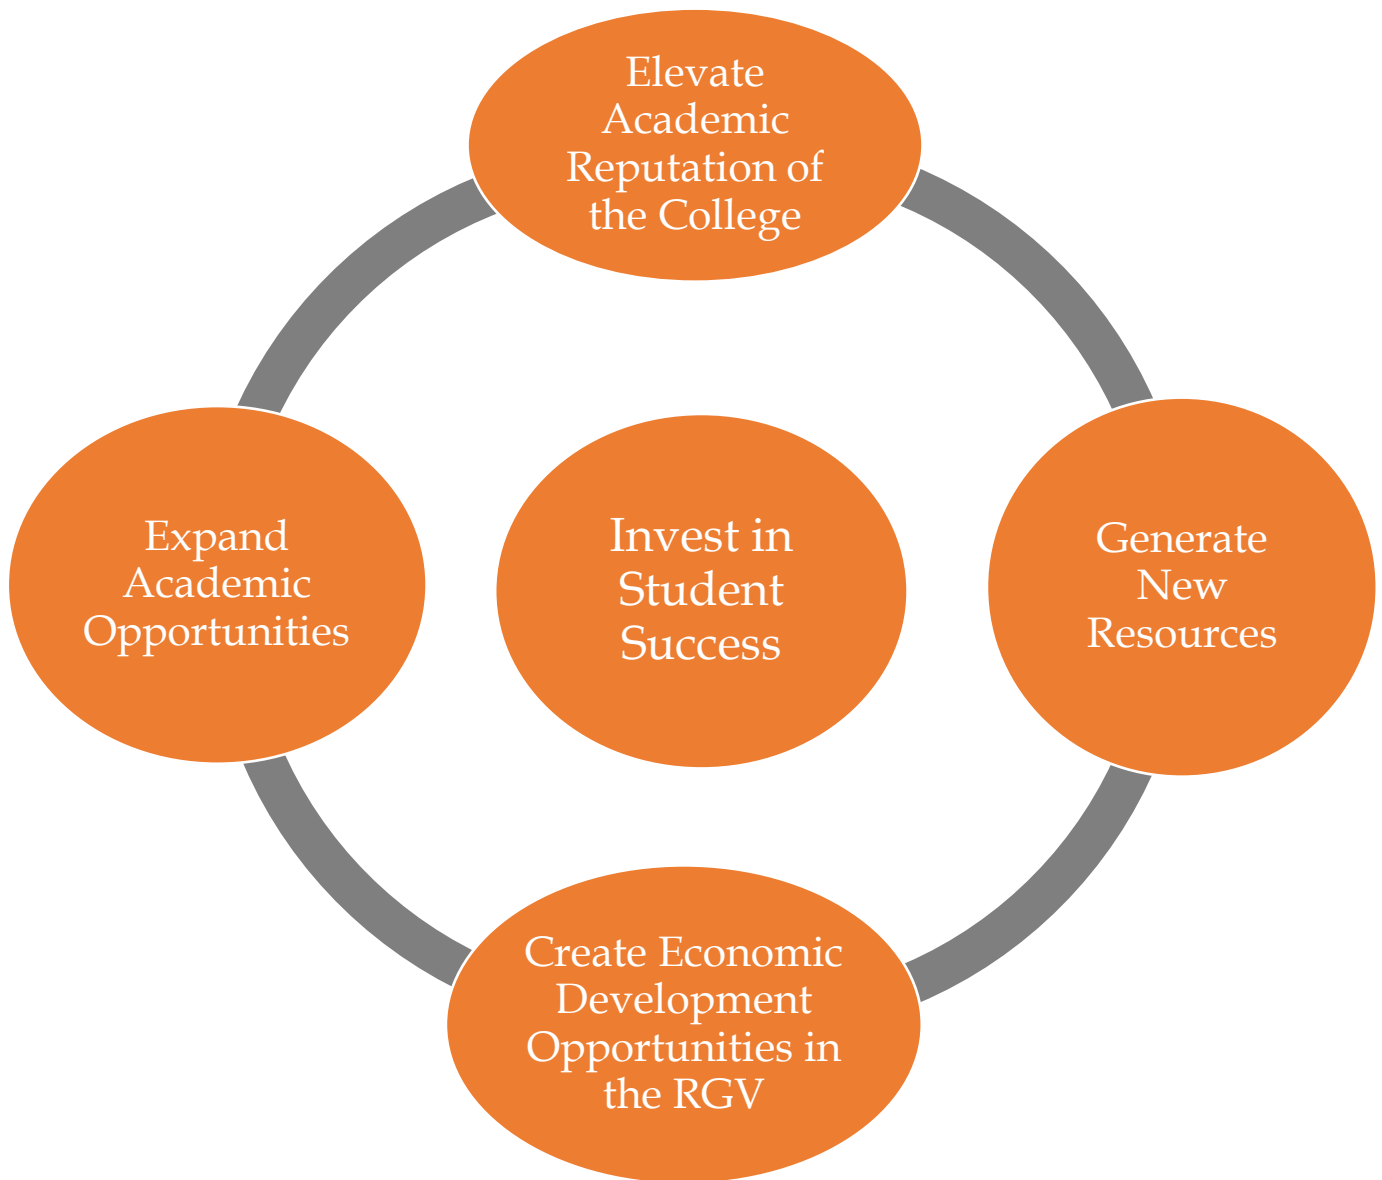 Elevate
Academic
Reputation of
the College
Expand
Academic
Opportunities
Invest in
Student
Success
Generate
New
Resources
Create Economic
Development
Opportunities in
the RGV